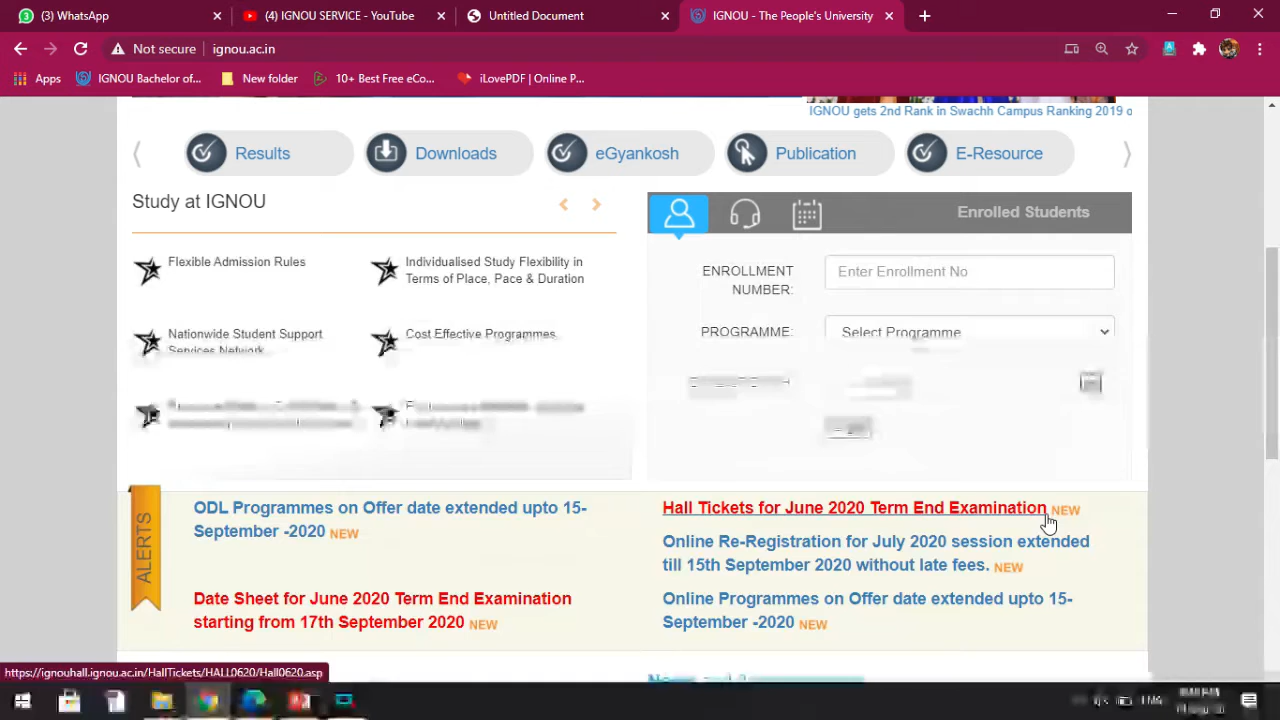 (3) WhatsApp
(4) IGNOU SERVICE - YouTube
Untitled Document
IGNOU - The People's University
Not secure
ignou.ac.in
Apps
IGNOU Bachelor of...
New folder
10+ Best Free eCo...
iLovePDF | Online P...
IGNOU gets 2nd Rank in Swachh Campus Ranking 2019 o
Results
Downloads
eGyankosh
Publication
E-Resource
Study at IGNOU
Enrolled Students
Flexible Admission Rules
Individualised Study Flexibility in
Terms of Place, Pace & Duration
ENROLLMENT
NUMBER:
Enter Enrollment No
Nationwide Student Support
Services Network
Cost Effective Programmes
PROGRAMME:
Select Programme
ALERTS
ODL Programmes on Offer date extended upto 15-
September -2020 NEW
Hall Tickets for June 2020 Term End Examination NEW
Online Re-Registration for July 2020 session extended
till 15th September 2020 without late fees. NEW
Date Sheet for June 2020 Term End Examination
starting from 17th September 2020 NEW
Online Programmes on Offer date extended upto 15-
September -2020 NEW
https://ignouhall.ignou.ac.in/HallTickets/HALL0620/Hall0620.asp